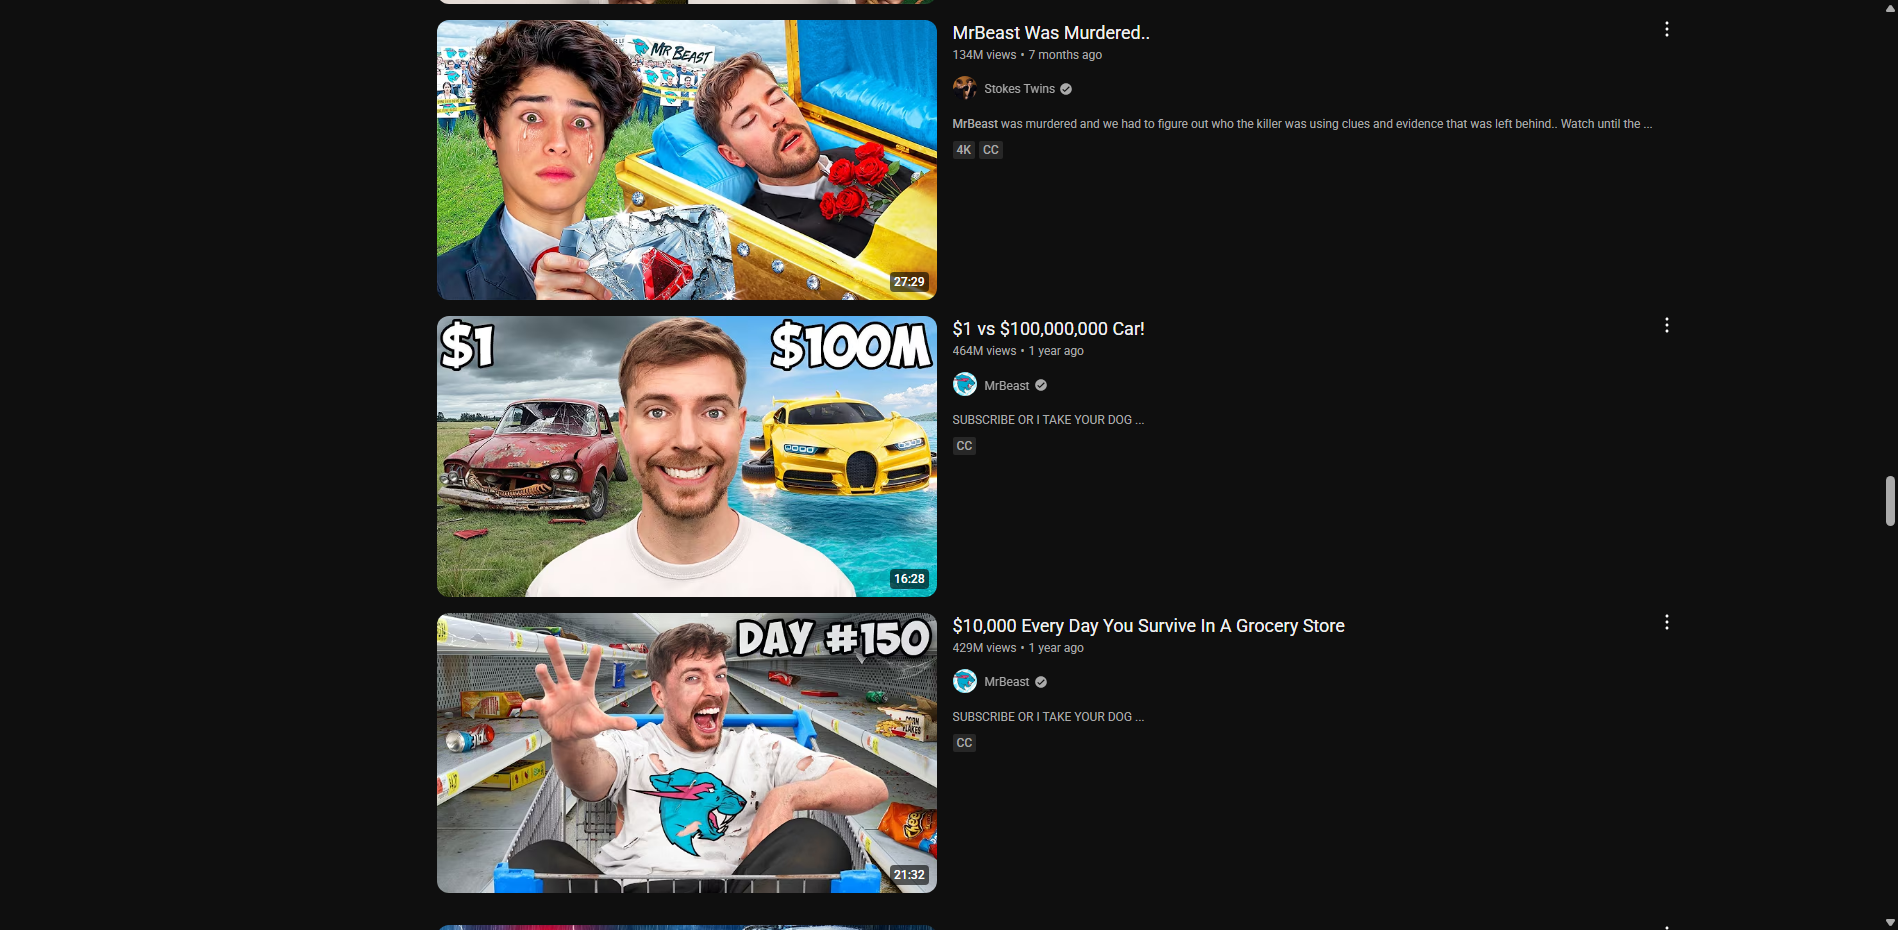 MR BEAST
27:29
MrBeast Was Murdered..
134M views • 7 months ago
Stokes Twins
MrBeast was murdered and we had to figure out who the killer was using clues and evidence that was left behind.. Watch until the ...
4K CC
$1 $100M
16:28
$1 vs $100,000,000 Car!
464M views • 1 year ago
MrBeast
SUBSCRIBE OR I TAKE YOUR DOG ...
CC
DAY #150
CORN
FLAKES
21:32
$10,000 Every Day You Survive In A Grocery Store
429M views • 1 year ago
MrBeast
SUBSCRIBE OR I TAKE YOUR DOG ...
CC